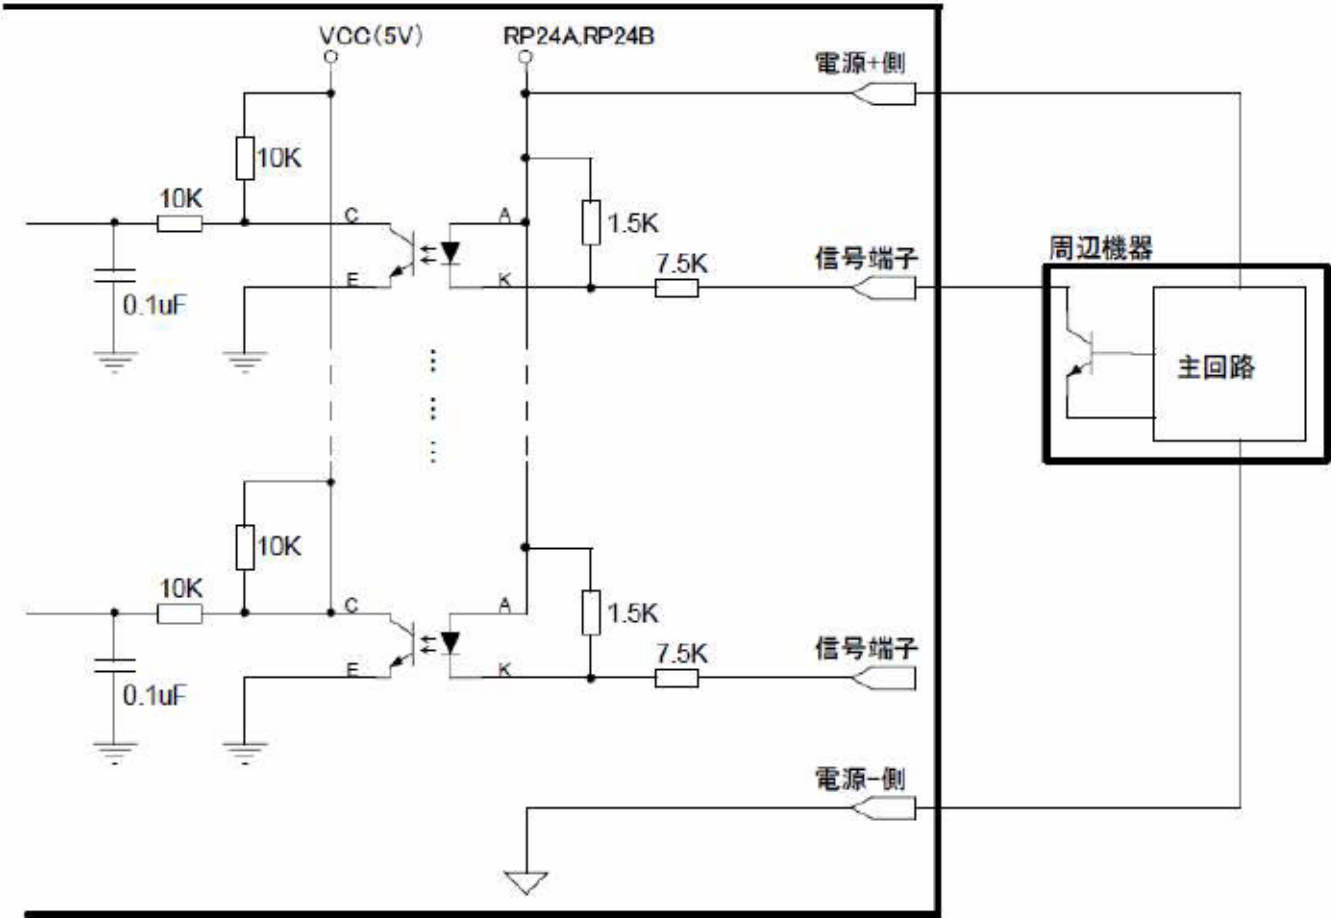 VCC(5V)
RP24A,RP24B
電源+側
10K
10K
C
A
1.5K
E
K
7.5K
信号端子
0.1uF
周辺機器
主回路
10K
10K
C
A
1.5K
E
K
7.5K
信号端子
0.1uF
電源-側